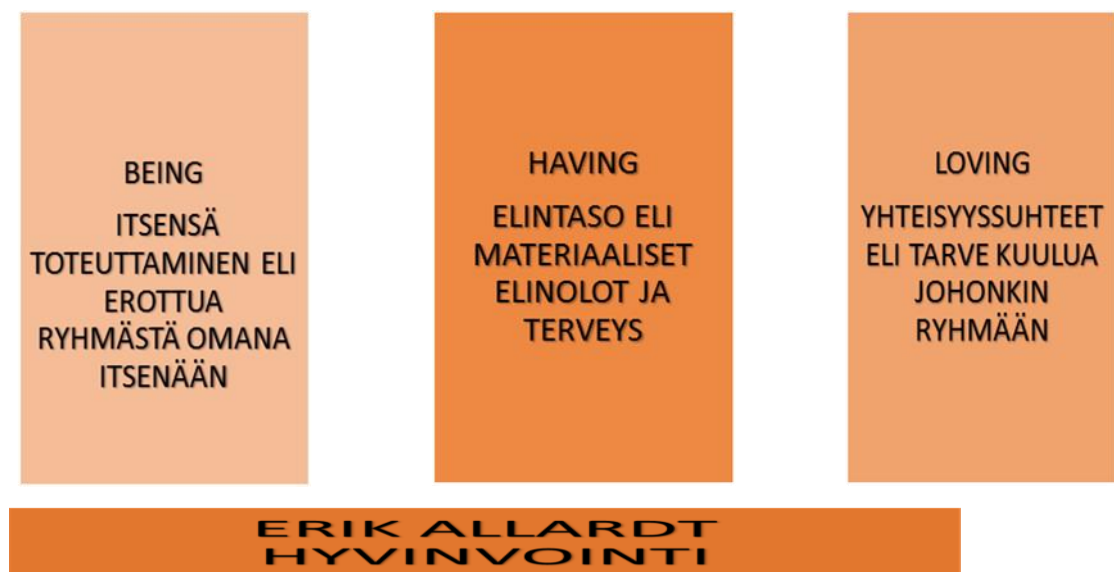 BEING
ITSENSÄ
TOTEUTTAMINEN ELI
EROTTUA
RYHMÄSTÄ OMANA
ITSENÄÄN
HAVING
ELINTASO ELI
MATERIAALISET
ELINOLOT JA
TERVEYS
LOVING
YHTEISYYSSUHTEET
ELI TARVE KUULUA
JOHONKIN
RYHMÄÄN
ERIK ALLARDT
HYVINVOINTI